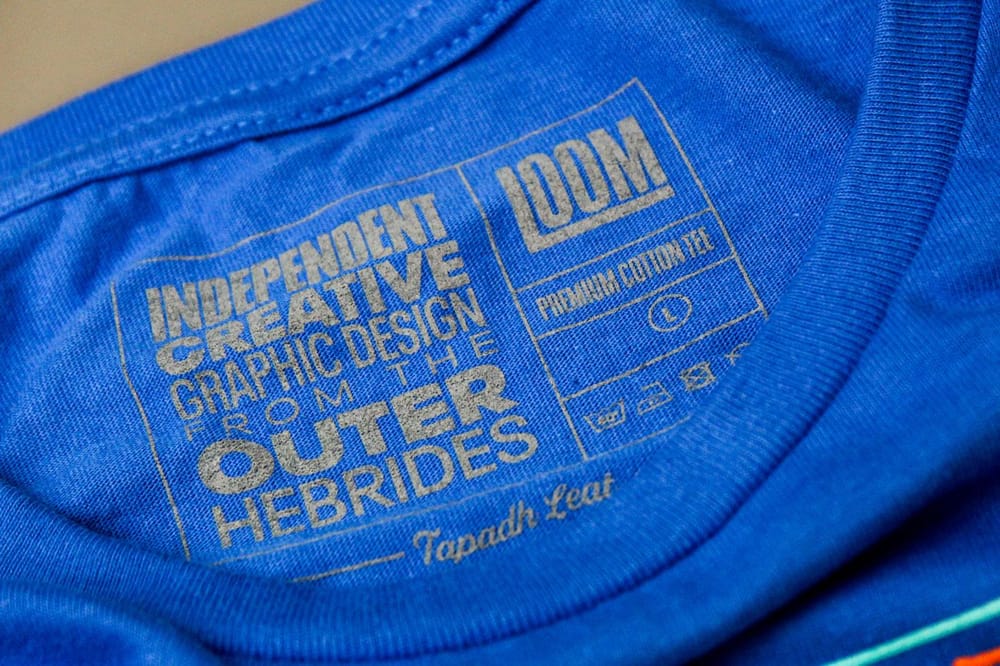 INDEPENDENT
CREATIVE
GRAPHIC DESIGN
FROM THE
OUTER
HEBRIDES
LOOM
PREMIUM COTTON TEE
L
Tapadh Leat